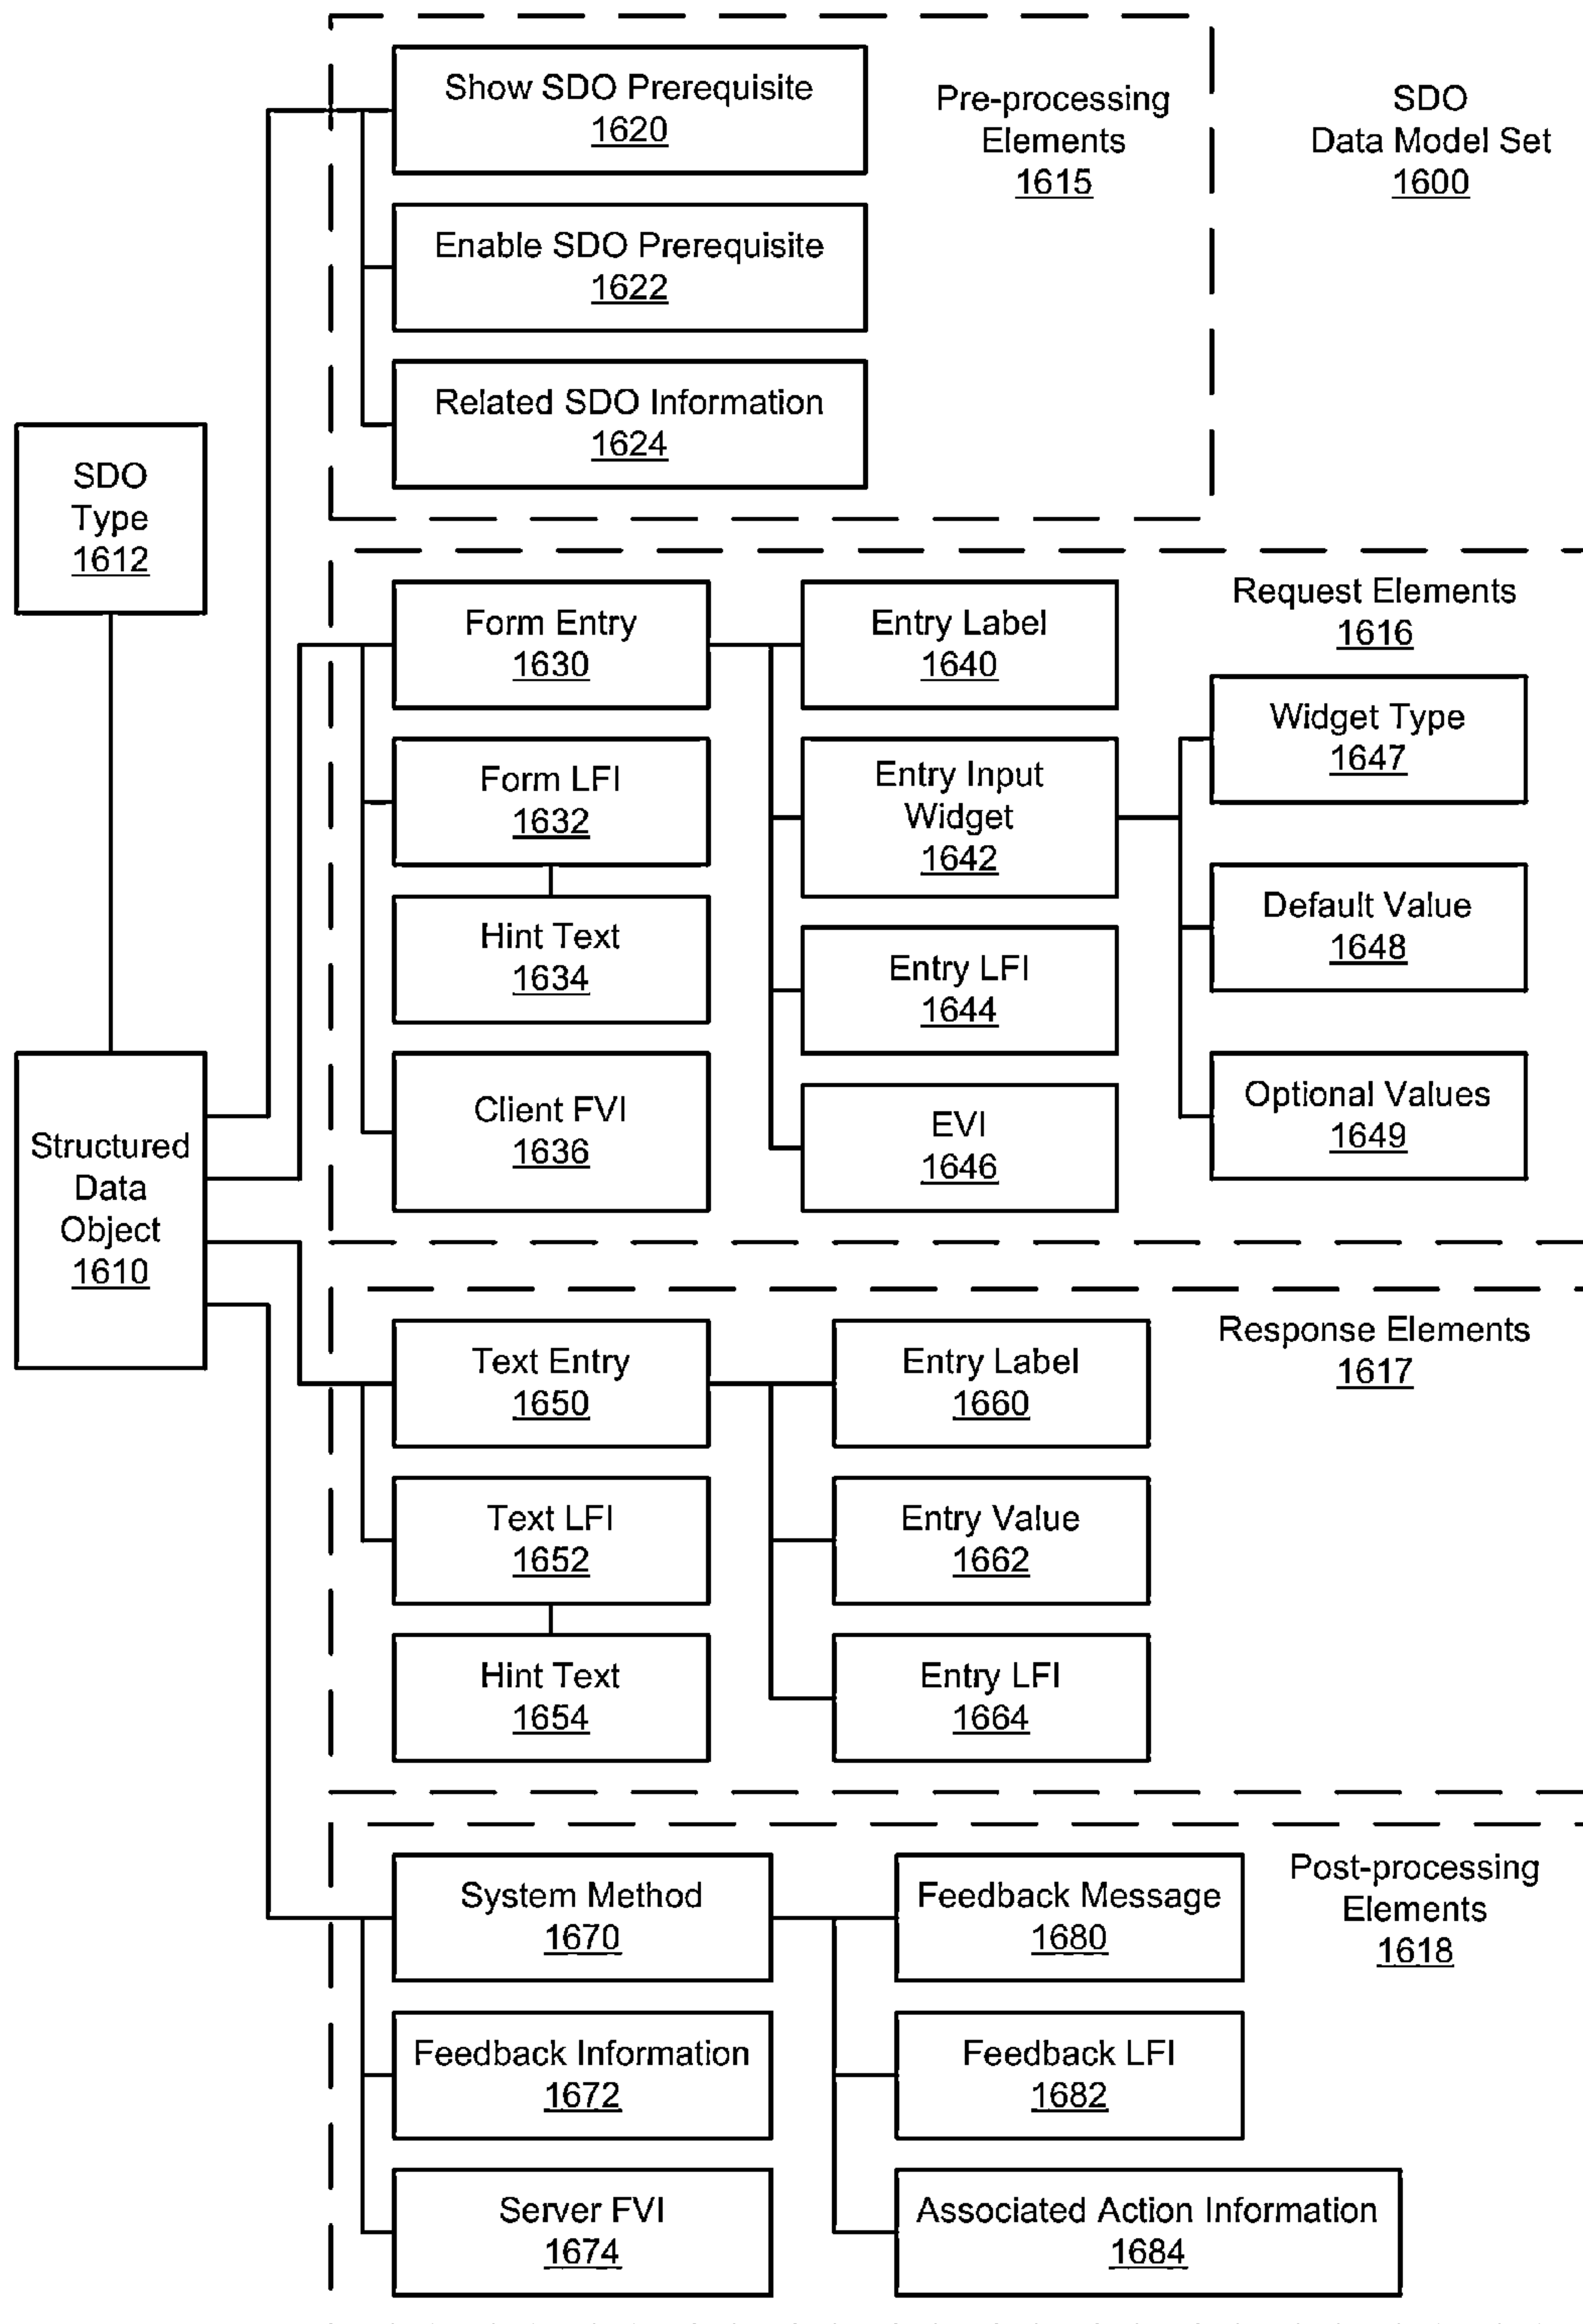 Show SDO Prerequisite
1620
Pre-processing
Elements
1615
SDO
Data Model Set
1600
Enable SDO Prerequisite
1622
Related SDO Information
1624
SDO
Type
1612
Request Elements
1616
Form Entry
1630
Entry Label
1640
Widget Type
1647
Form LFI
1632
Entry Input
Widget
1642
Default Value
1648
Hint Text
1634
Entry LFI
1644
Optional Values
1649
Client FVI
1636
EVI
1646
Structured
Data
Object
1610
Response Elements
1617
Text Entry
1650
Entry Label
1660
Text LFI
1652
Entry Value
1662
Hint Text
1654
Entry LFI
1664
Post-processing
Elements
1618
System Method
1670
Feedback Message
1680
Feedback Information
1672
Feedback LFI
1682
Server FVI
1674
Associated Action Information
1684